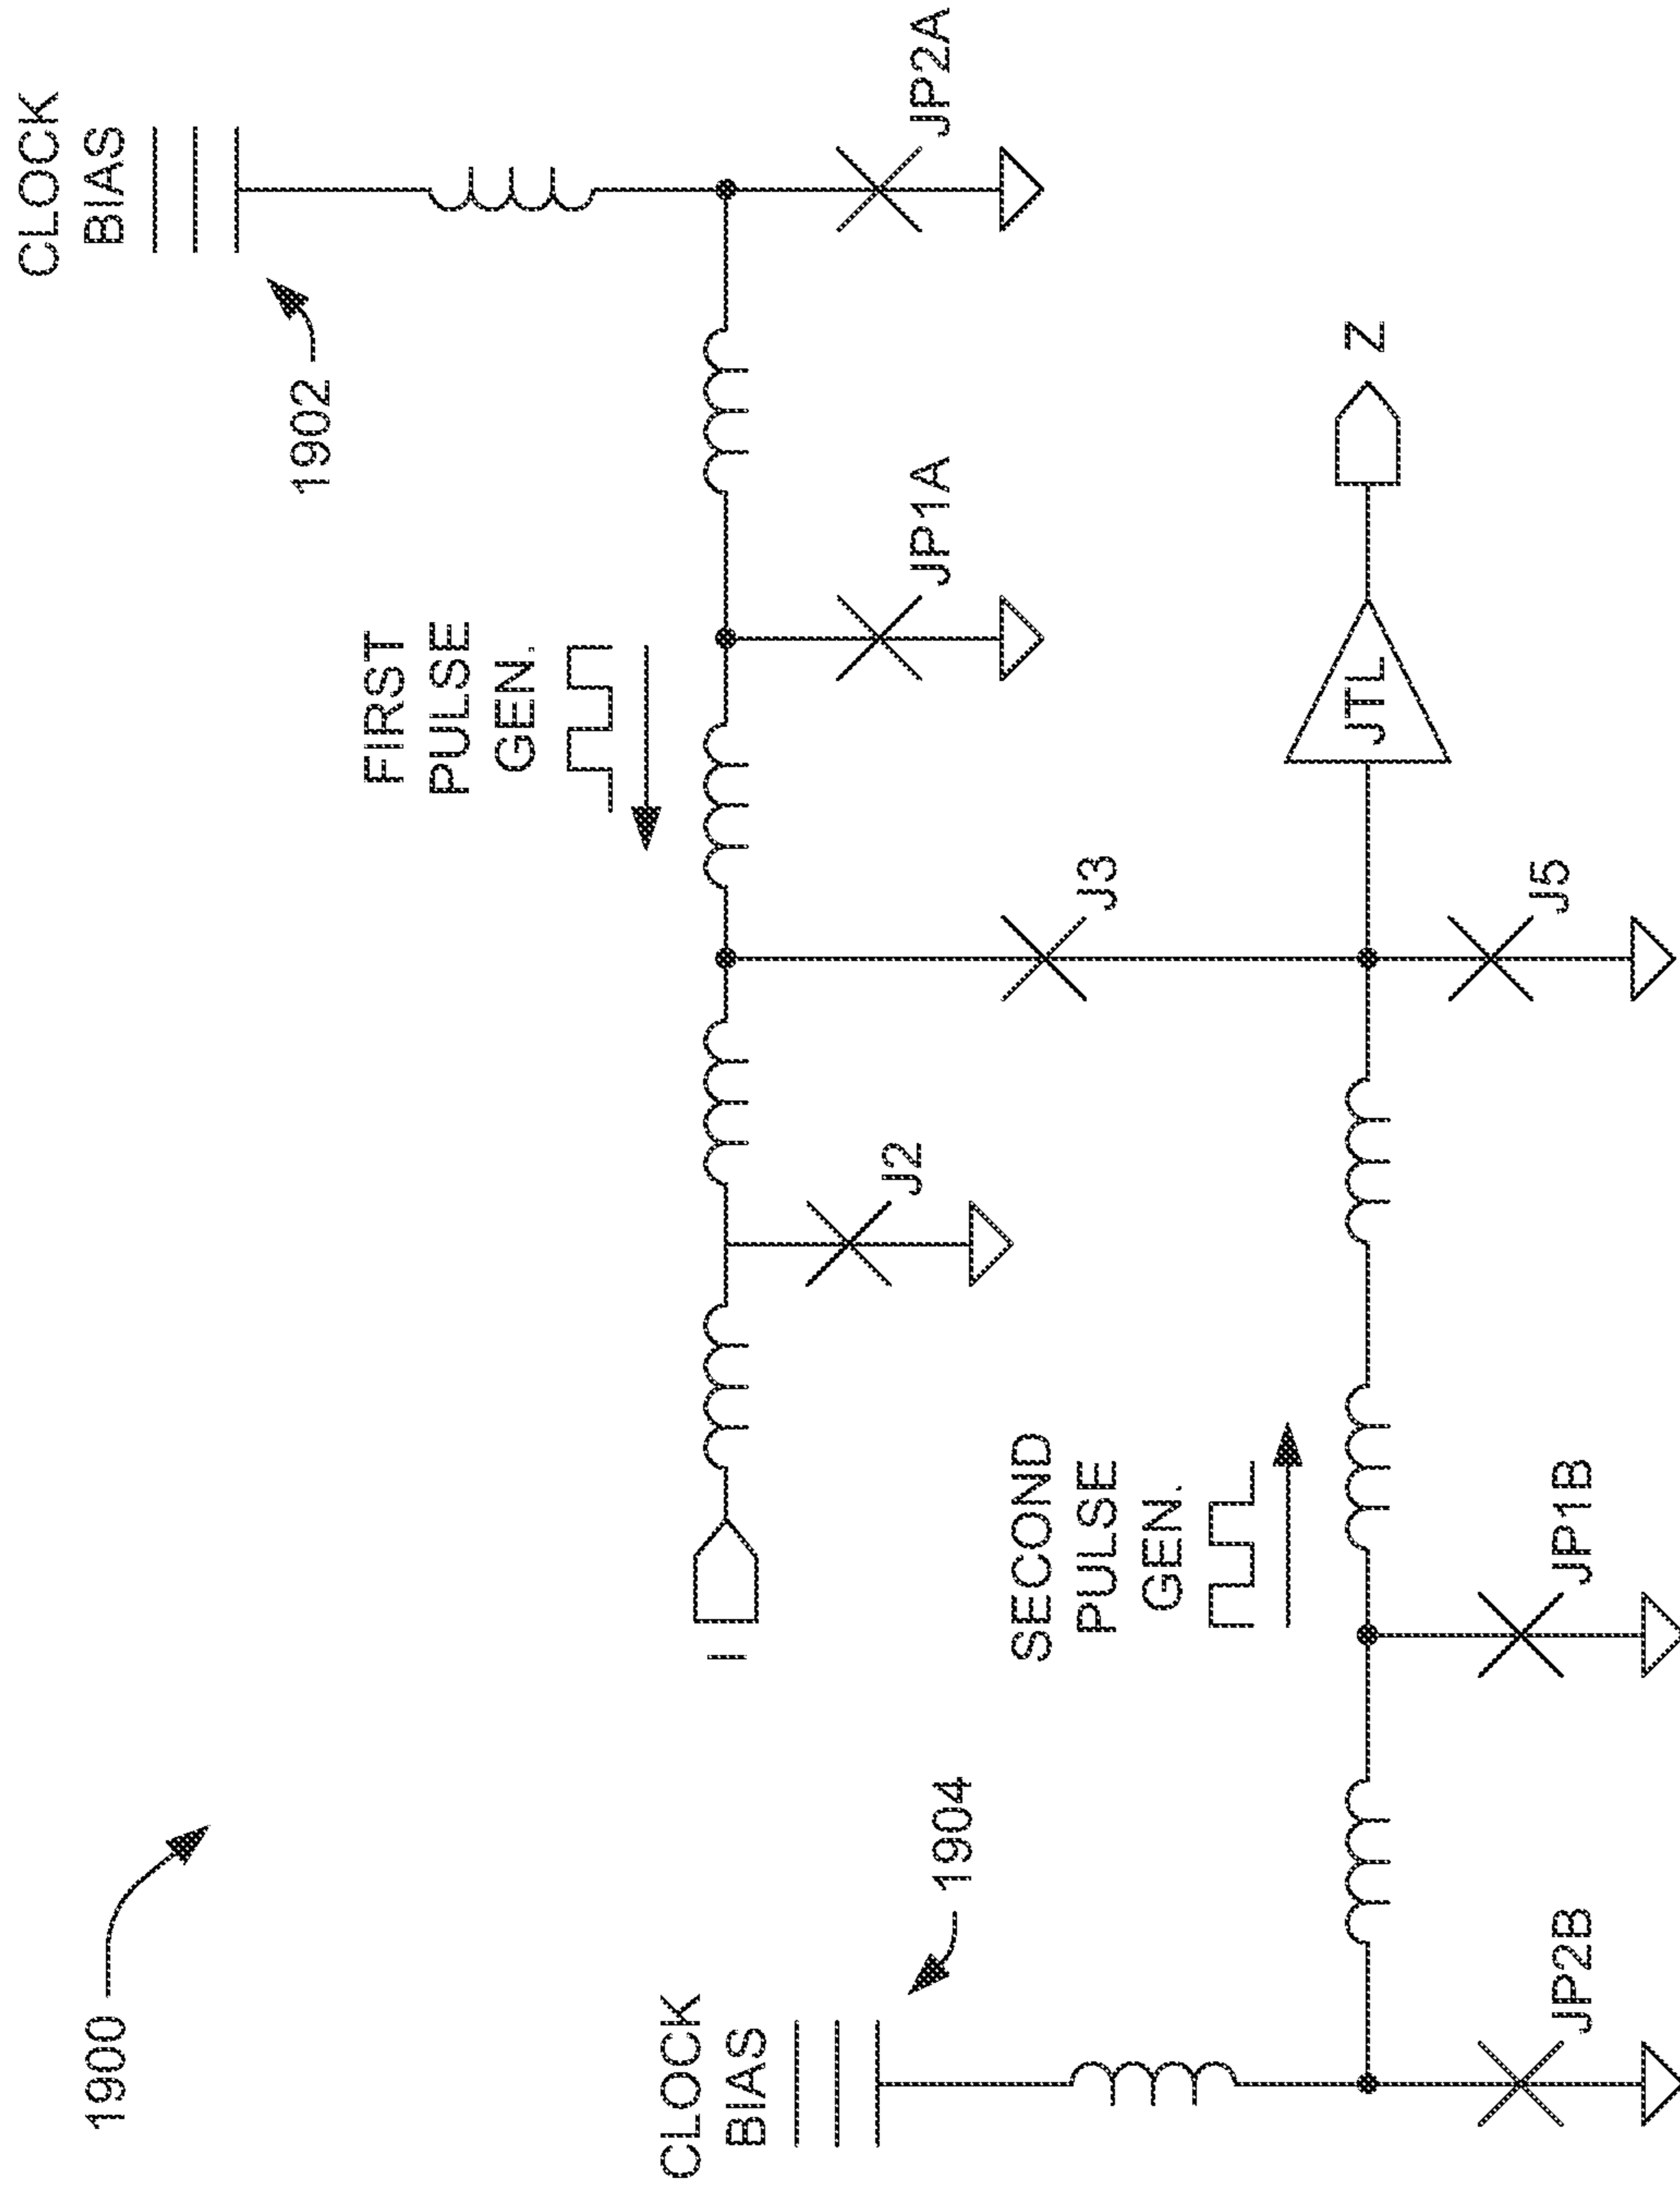 1900
CLOCK
BIAS
1902
FIRST
PULSE
GEN.
JP2A
JP1A
I
J2
J3
CLOCK
BIAS
1904
SECOND
PULSE
GEN.
JTL
Z
JP2B
JP1B
J5